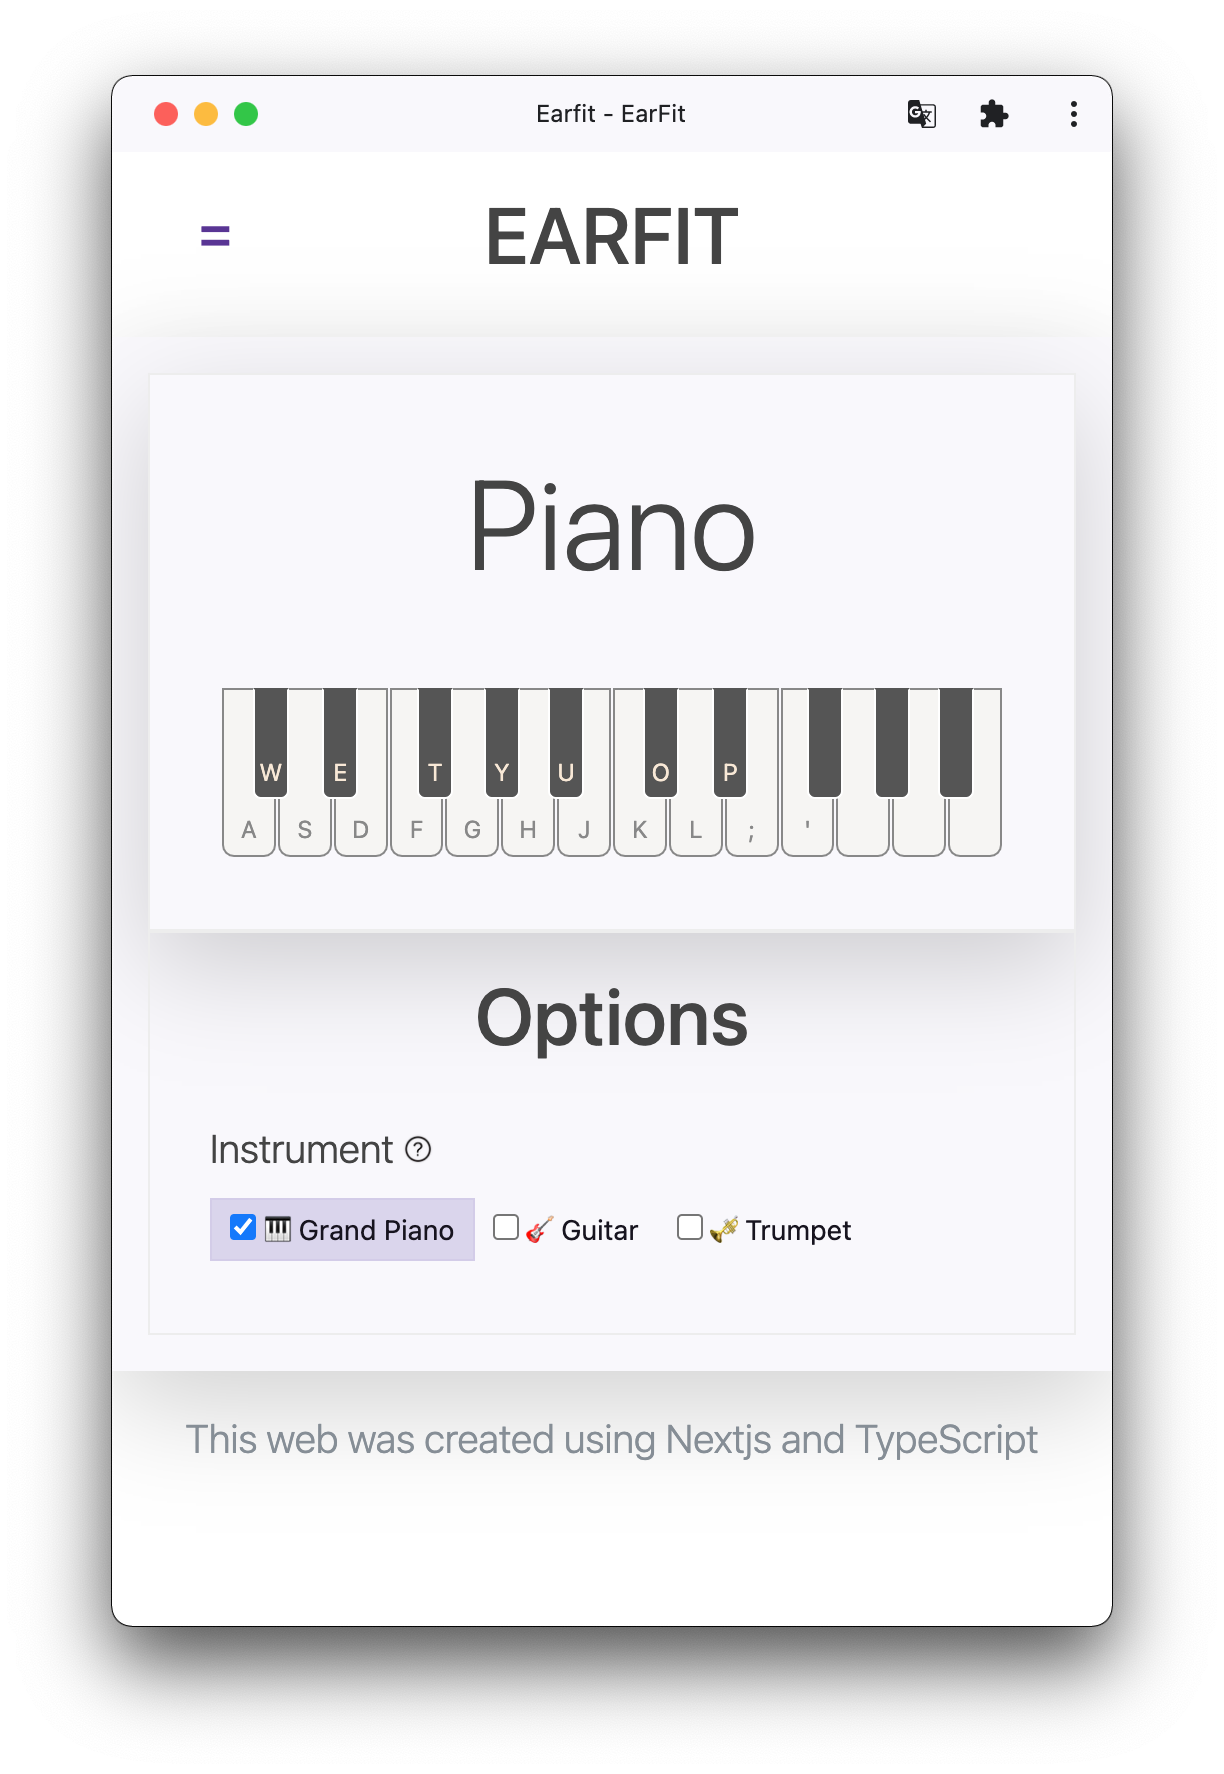 Earfit - EarFit
=
EARFIT
Piano
W E T Y U O P
A S D F G H J K L ; '
Options
Instrument ?
Grand Piano Guitar Trumpet
This web was created using Nextjs and TypeScript